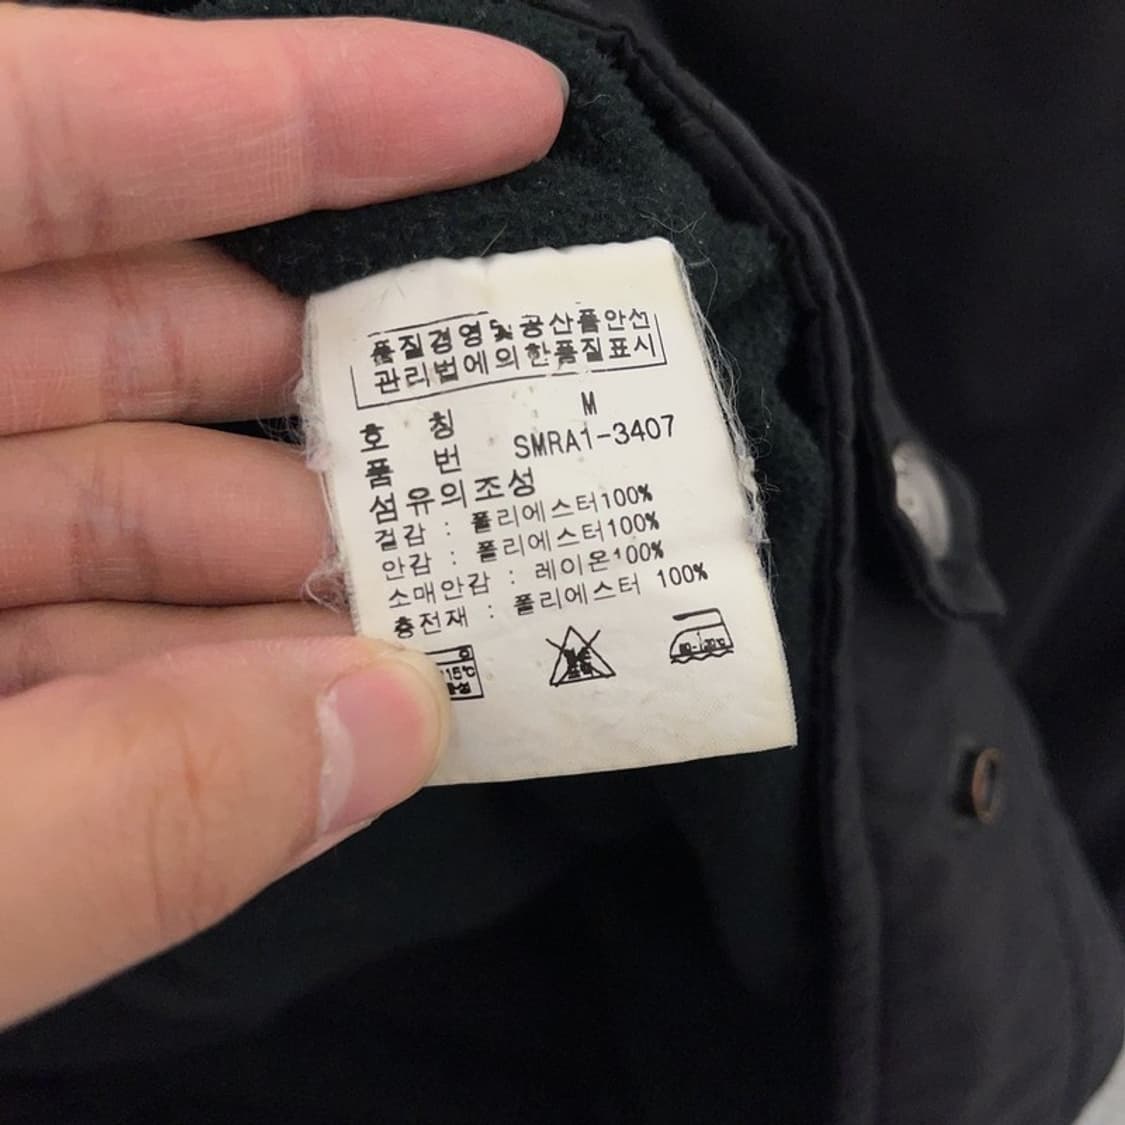 품질경영및공산품안전
관리법에의한품질표시
호 칭 M
품 번 SMRA1-3407
섬유의조성
겉감 : 폴리에스터100%
안감 : 폴리에스터100%
소매안감 : 레이온100%
충전재 : 폴리에스터 100%